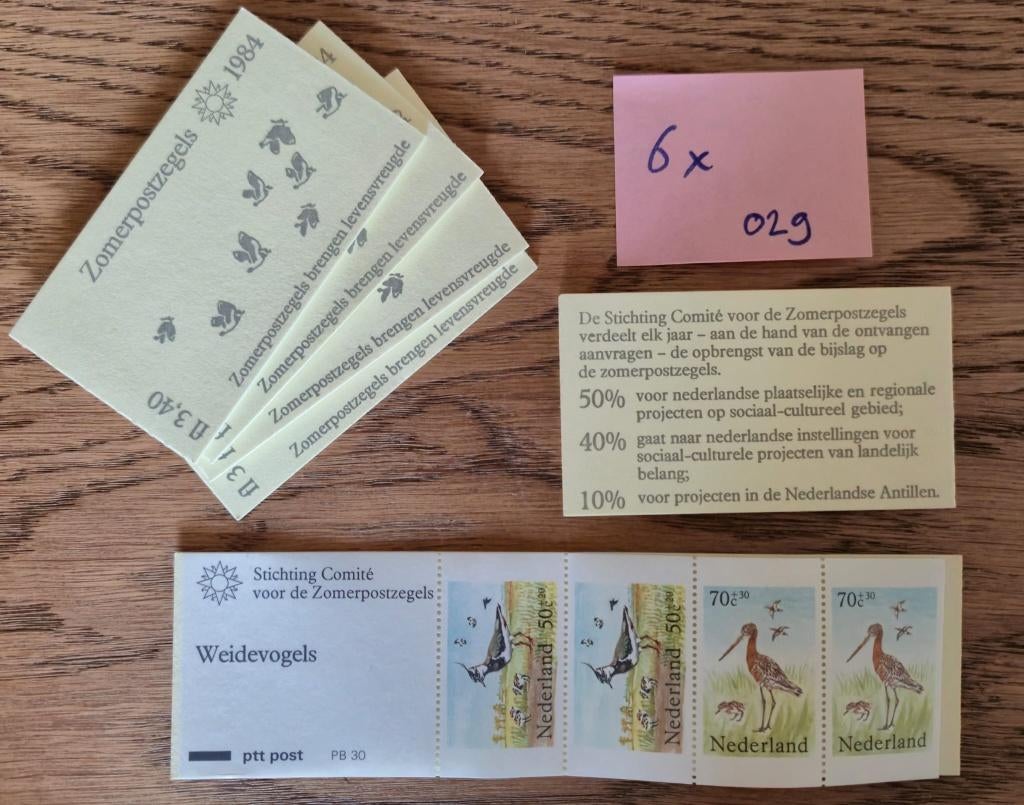 Zomerpostzegels 1984
Zomerpostzegels brengen levensvreugde
fl 3,40
4
Zomerpostzegels brengen levensvreugde
Zomerpostzegels brengen levensvreugde
Zomerpostzegels brengen levensvreugde
fl 3
6 x
029
De Stichting Comité voor de Zomerpostzegels
verdeelt elk jaar – aan de hand van de ontvangen
aanvragen – de opbrengst van de bijslag op
de zomerpostzegels.
50% voor nederlandse plaatselijke en regionale
projecten op sociaal-cultureel gebied;
40% gaat naar nederlandse instellingen voor
sociaal-culturele projecten van landelijk
belang;
10% voor projecten in de Nederlandse Antillen.
Stichting Comité
voor de Zomerpostzegels
Weidevogels
ptt post PB 30
Nederland 50c+20
Nederland 50c+20
70c+30
Nederland
70c+30
Nederland